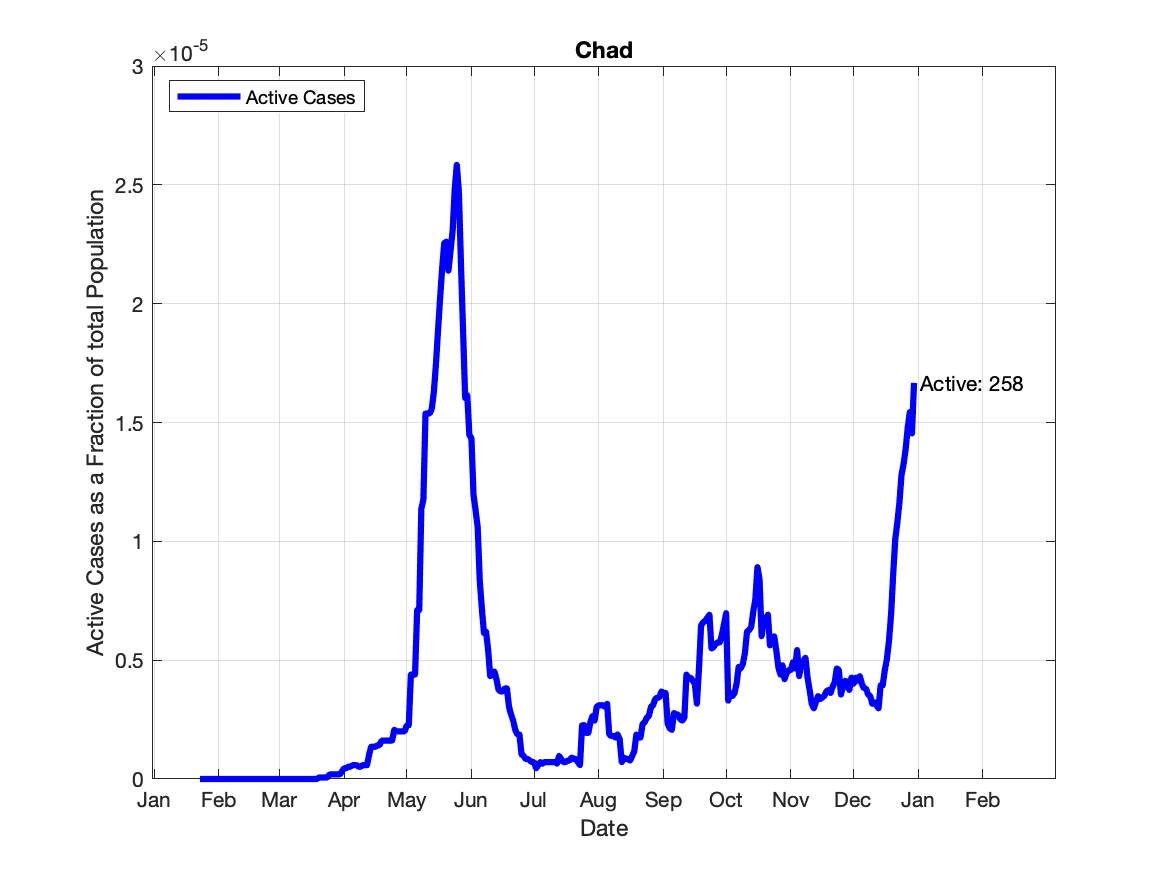 Chad
×10-5
3
2.5
2
1.5
1
0.5
0
Active Cases as a Fraction of total Population
Active Cases
Active: 258
Jan Feb Mar Apr May Jun Jul Aug Sep Oct Nov Dec Jan Feb
Date